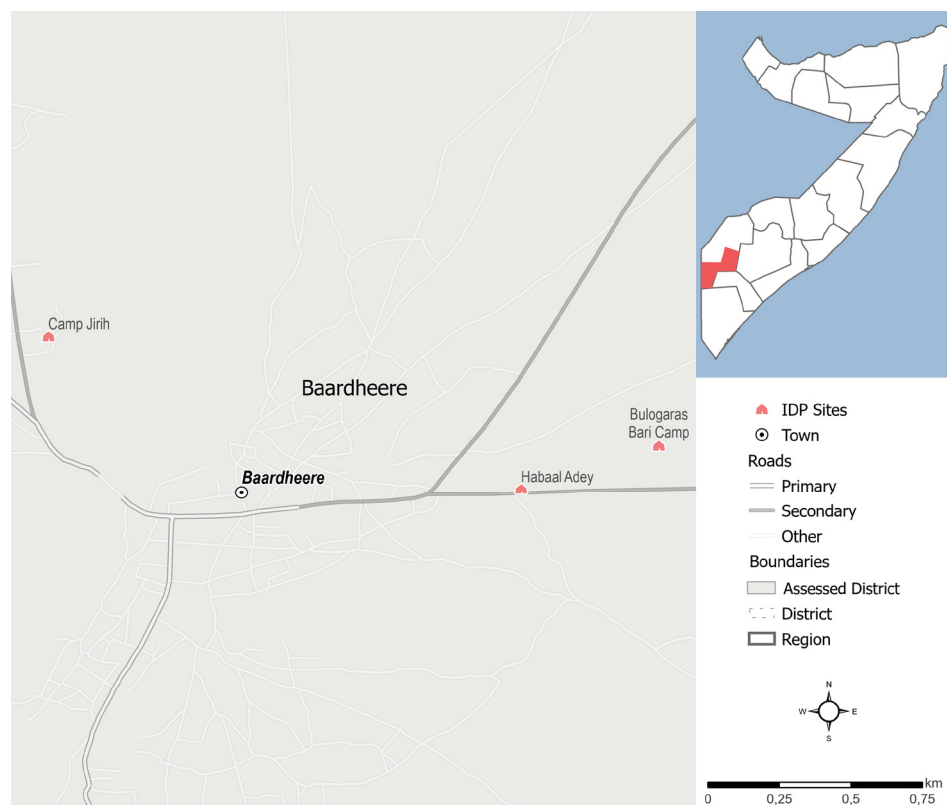 Camp Jirih
Baardheere
Bulogaras
Bari Camp
Baardheere
Habaal Adey
IDP Sites
Town
Roads
Primary
Secondary
Other
Boundaries
Assessed District
District
Region
N
W E
S
km
0 0,25 0,5 0,75